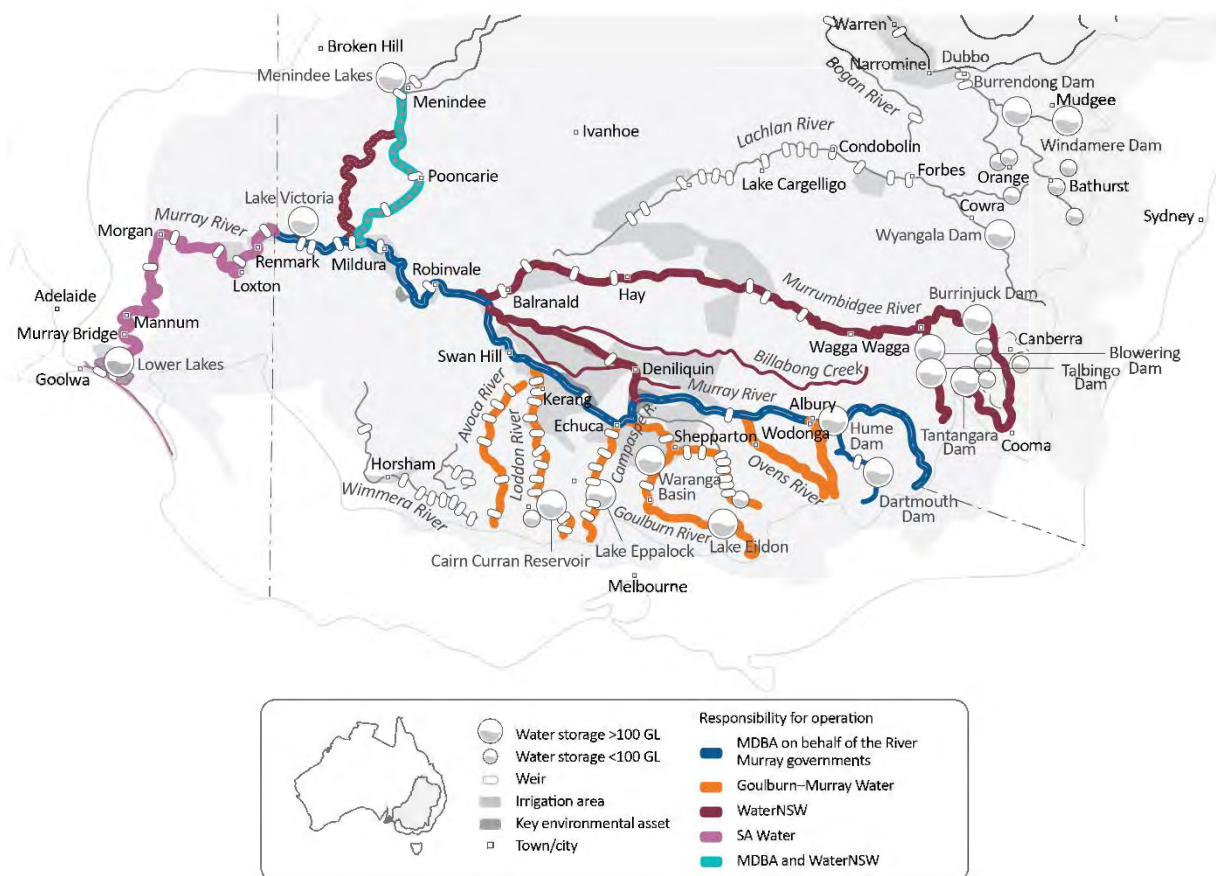 Warren
Broken Hill
Dubbo
Narromine
Menindee Lakes
Burrendong Dam
Bogan River
Menindee
Mudgee
Ivanhoe
Lachlan River
Windamere Dam
Condobolin
Pooncarie
Forbes
Orange
Lake Cargelligo
Bathurst
Lake Victoria
Cowra
Sydney
Murray River
Morgan
Wyangala Dam
Renmark
Mildura
Robinvale
Loxton
Hay
Balranald
Murrumbidgee River
Burrinjuck Dam
Adelaide
Mannum
Murray Bridge
Canberra
Wagga Wagga
Blowering
Dam
Swan Hill
Billabong Creek
Lower Lakes
Deniliquin
Talbingo
Dam
Goolwa
Murray River
Avoca River
Kerang
Albury
Loddon River
Campaspe R.
Echuca
Wodonga
Hume
Dam
Shepparton
Tantangara
Dam
Cooma
Horsham
Ovens River
Waranga
Basin
Wimmera River
Dartmouth
Dam
Goulburn River
Lake Eildon
Lake Eppalock
Cairn Curran Reservoir
Melbourne
Water storage >100 GL
Water storage <100 GL
Weir
Irrigation area
Key environmental asset
Town/city
Responsibility for operation
MDBA on behalf of the River
Murray governments
Goulburn–Murray Water
WaterNSW
SA Water
MDBA and WaterNSW